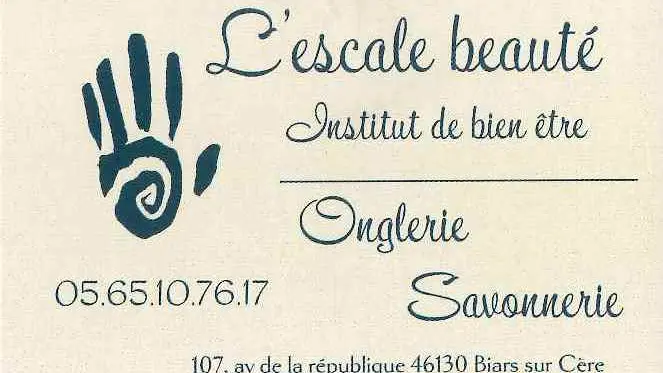 L'escale beauté
Institut de bien être
Onglerie
05.65.10.76.17
Savonnerie
107, av de la république 46130 Biars sur Cère